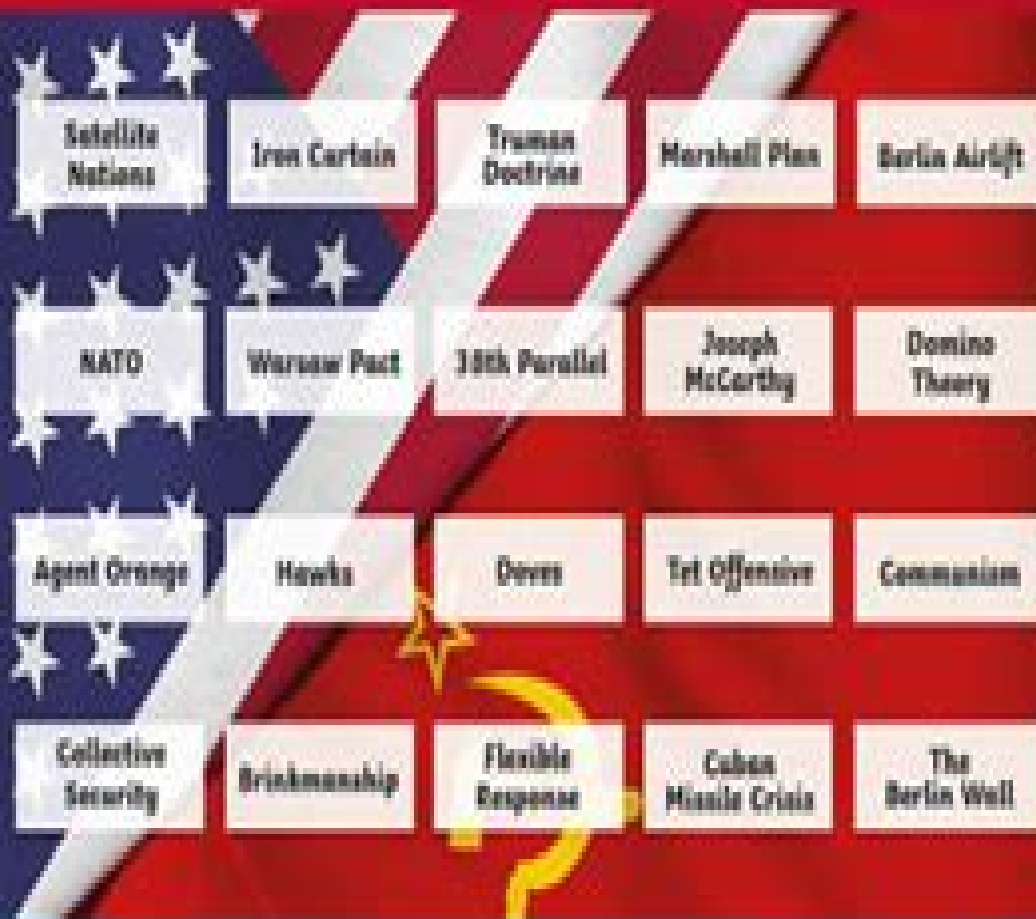 Satellite
Nations
Iron Curtain
Truman
Doctrine
Marshall Plan
Berlin Airlift
NATO
Warsaw Pact
38th Parallel
Joseph
McCarthy
Domino
Theory
Agent Orange
Hawks
Doves
Tet Offensive
Communism
Collective
Security
Brinkmanship
Flexible
Response
Cuban
Missile Crisis
The
Berlin Wall